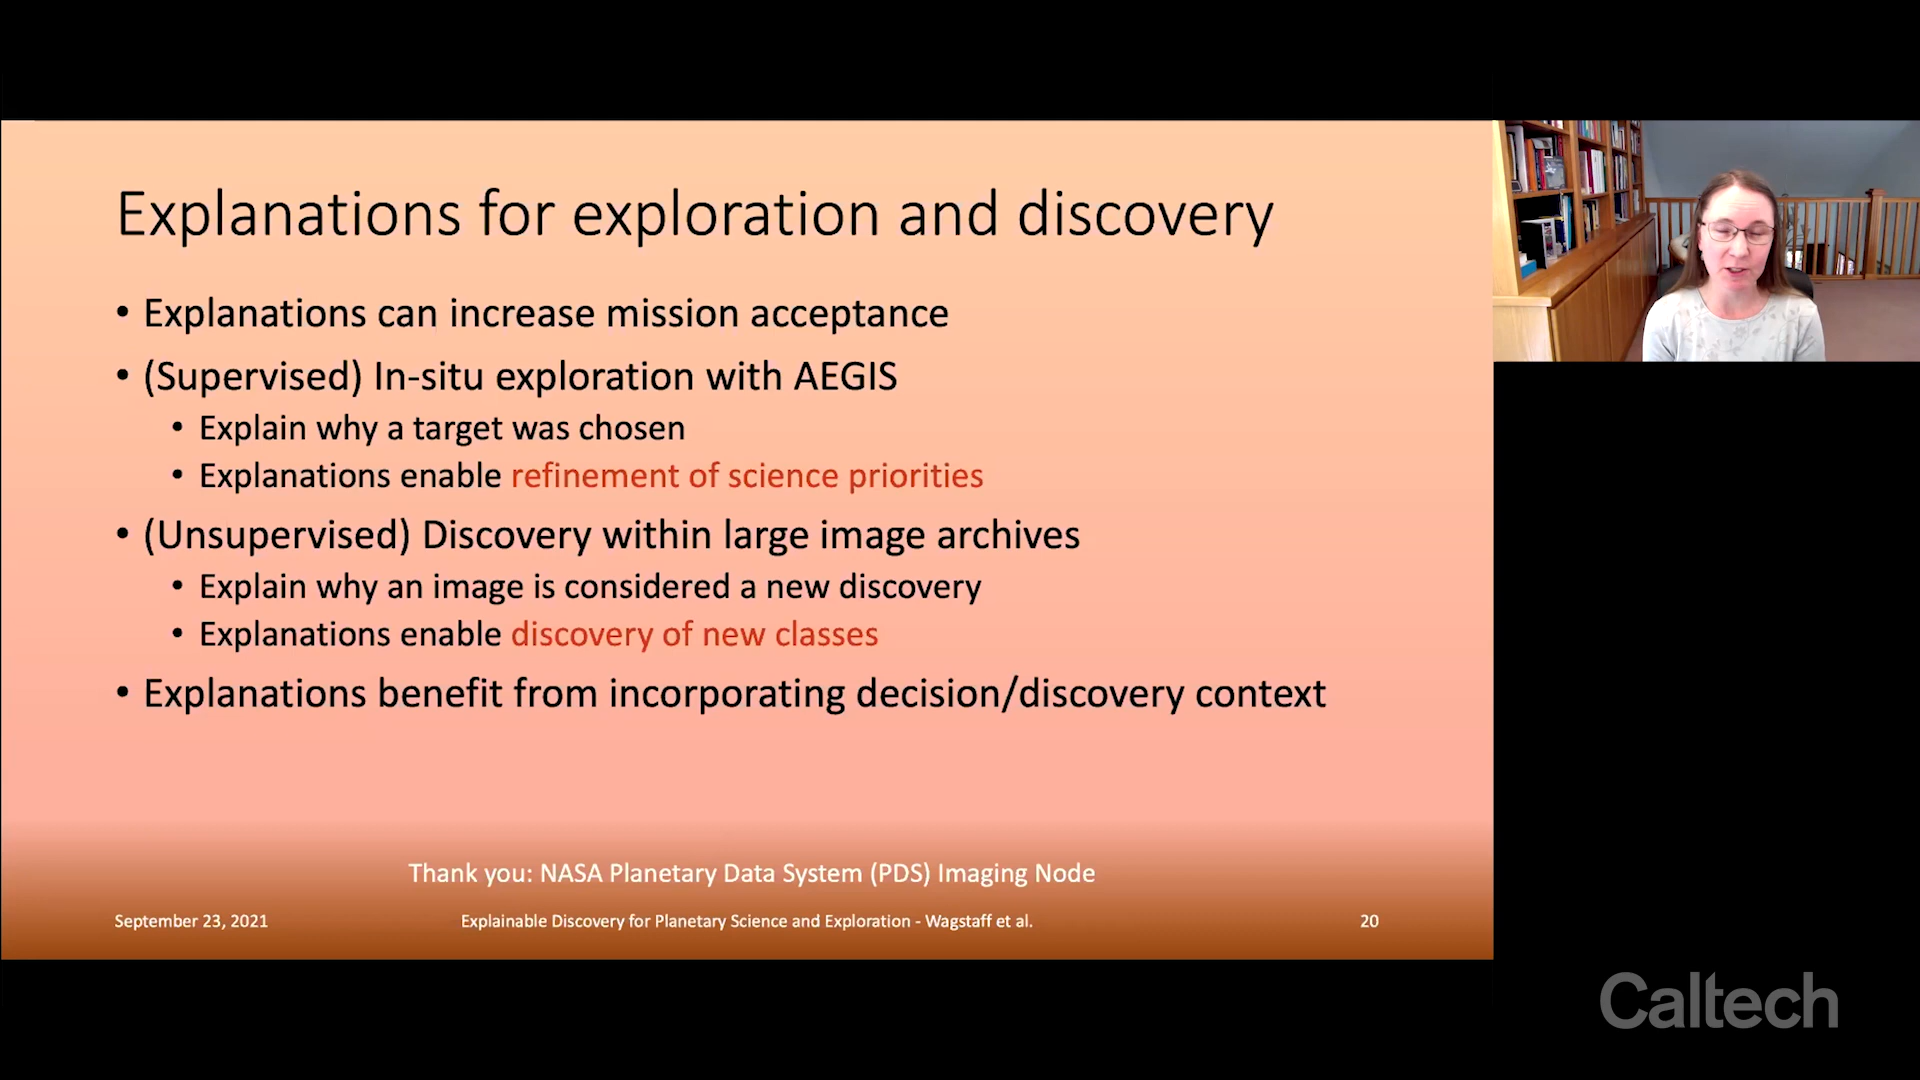 Explanations for exploration and discovery
• Explanations can increase mission acceptance
• (Supervised) In-situ exploration with AEGIS
• Explain why a target was chosen
• Explanations enable refinement of science priorities
• (Unsupervised) Discovery within large image archives
• Explain why an image is considered a new discovery
• Explanations enable discovery of new classes
• Explanations benefit from incorporating decision/discovery context
Thank you: NASA Planetary Data System (PDS) Imaging Node
September 23, 2021
Explainable Discovery for Planetary Science and Exploration - Wagstaff et al.
20
Caltech